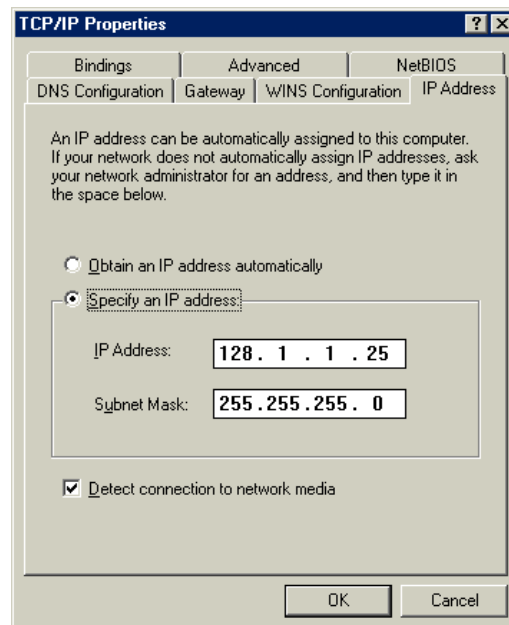 TCP/IP Properties
Bindings Advanced NetBIOS
DNS Configuration Gateway WINS Configuration IP Address
An IP address can be automatically assigned to this computer.
If your network does not automatically assign IP addresses, ask
your network administrator for an address, and then type it in
the space below.
Obtain an IP address automatically
Specify an IP address:
IP Address: 128. 1 . 1 .25
Subnet Mask: 255.255.255. 0
Detect connection to network media
OK Cancel